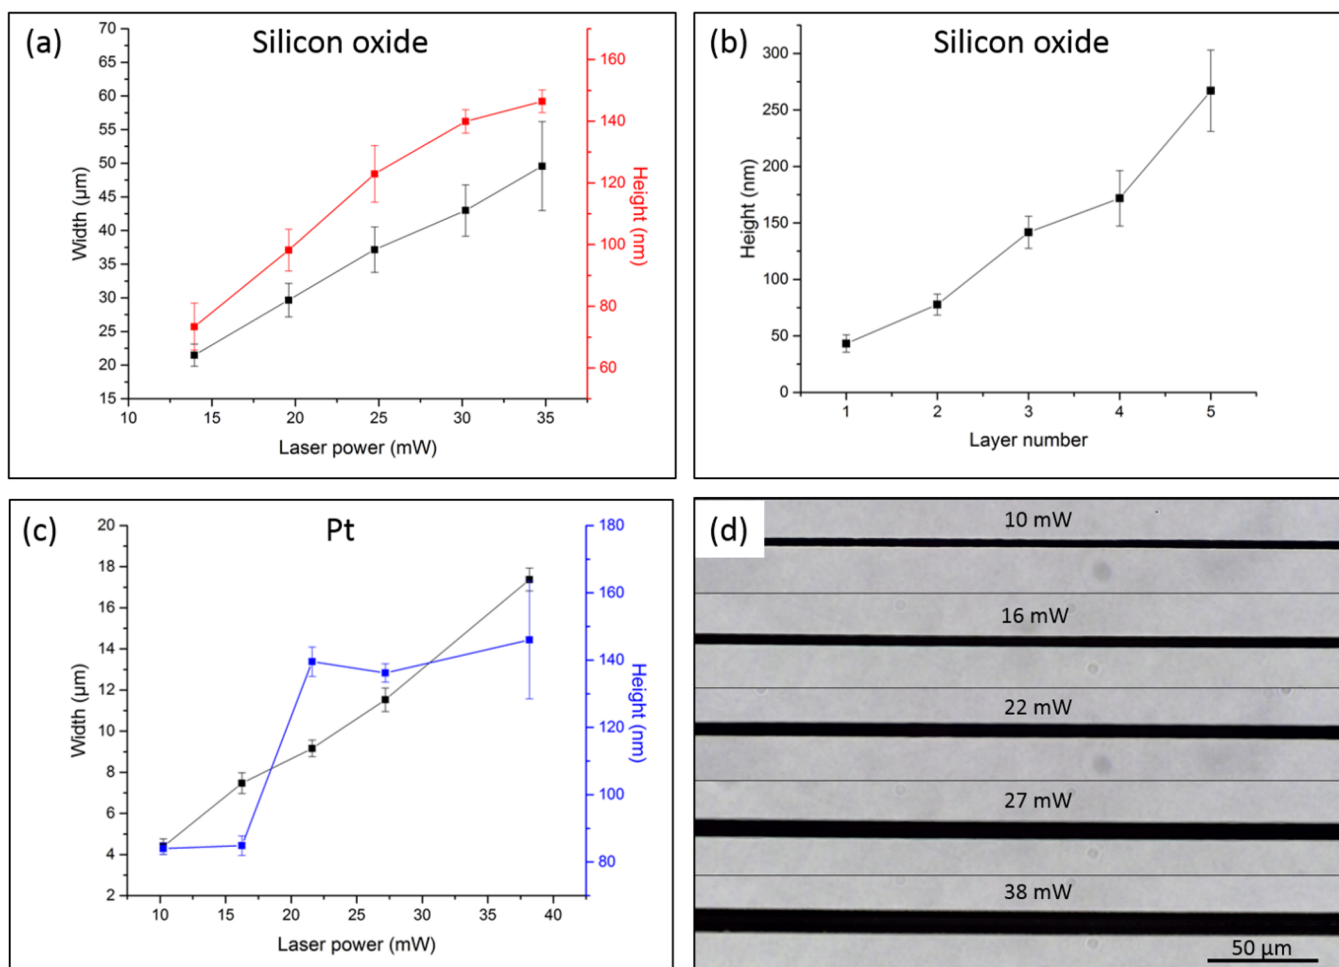 (a) Silicon oxide
70
65
60
55
50
45
40
35
30
25
20
15
Width (µm)
160
140
120
100
80
60
Height (nm)
10 15 20 25 30 35
Laser power (mW)
(b) Silicon oxide
300
250
200
150
100
50
0
Height (nm)
1 2 3 4 5
Layer number
(c) Pt
20
18
16
14
12
10
8
6
4
2
Width (µm)
180
160
140
120
100
80
Height (nm)
10 15 20 25 30 35 40
Laser power (mW)
(d)
10 mW
16 mW
22 mW
27 mW
38 mW
50 µm